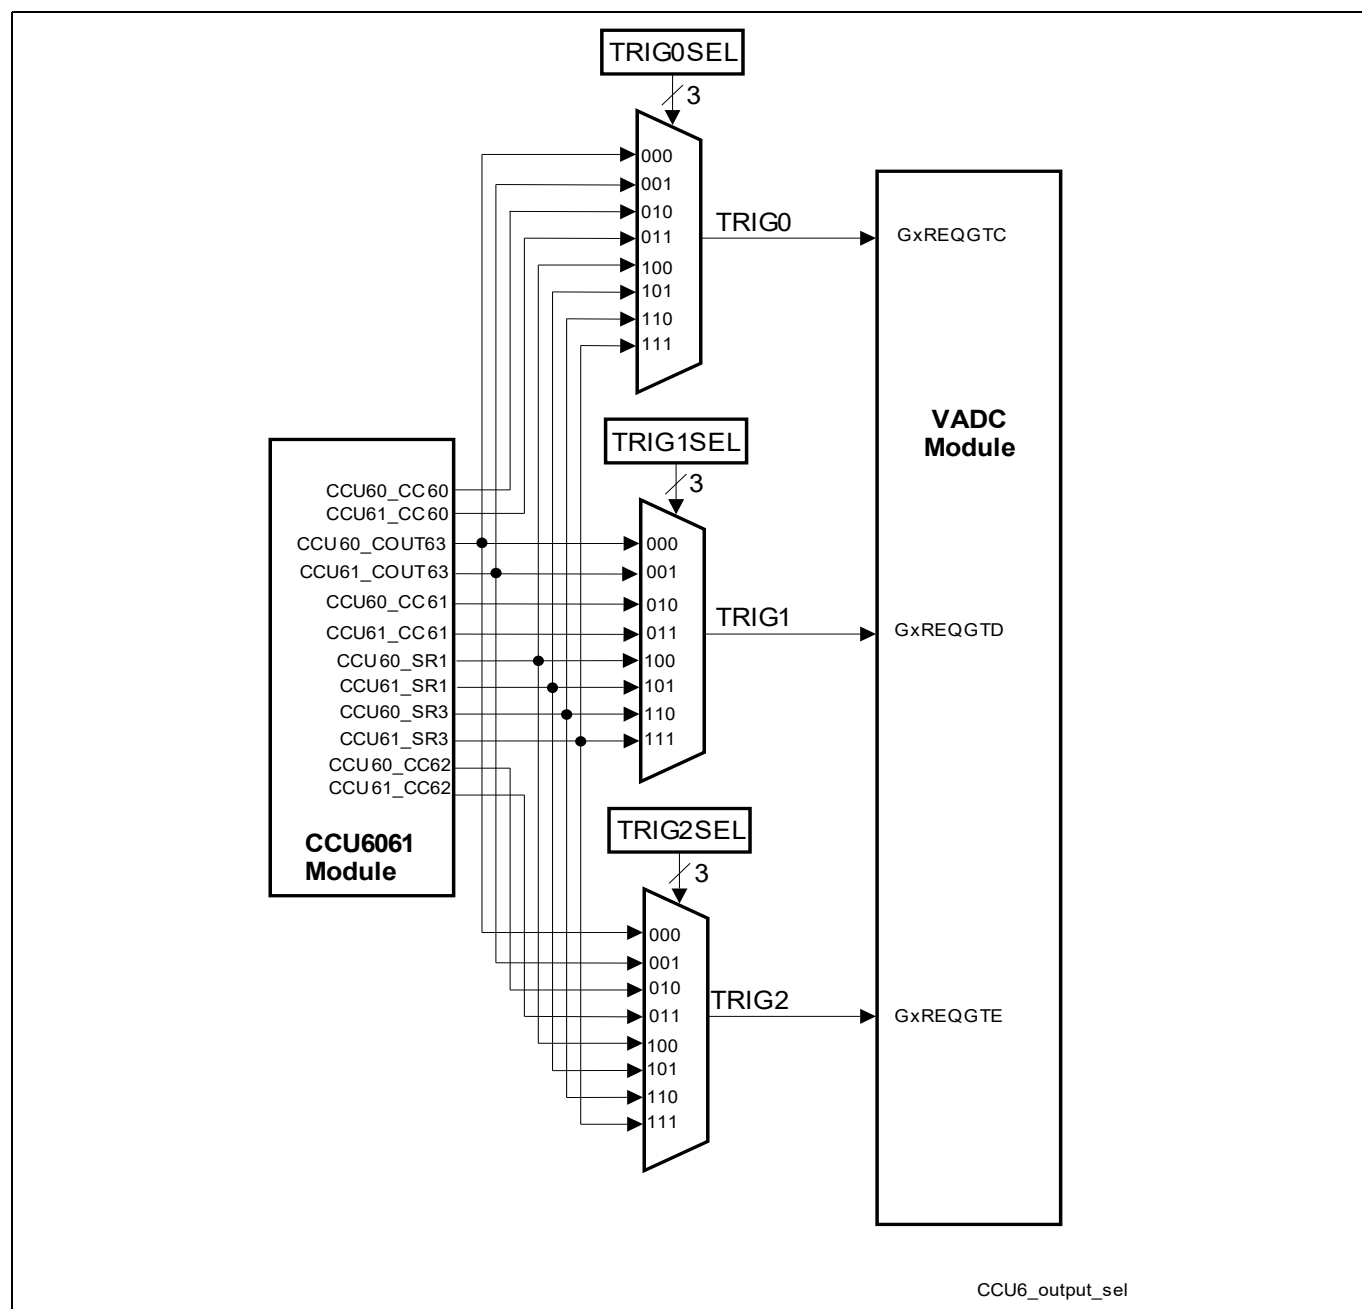 TRIG0SEL
3
000
001
010
011
100
101
110
111
TRIG0
GxREQGTC
VADC
Module
TRIG1SEL
3
000
001
010
011
100
101
110
111
TRIG1
GxREQGTD
CCU60_CC60
CCU61_CC60
CCU60_COUT63
CCU61_COUT63
CCU60_CC61
CCU61_CC61
CCU60_SR1
CCU61_SR1
CCU60_SR3
CCU61_SR3
CCU60_CC62
CCU61_CC62
CCU6061
Module
TRIG2SEL
3
000
001
010
011
100
101
110
111
TRIG2
GxREQGTE
CCU6_output_sel